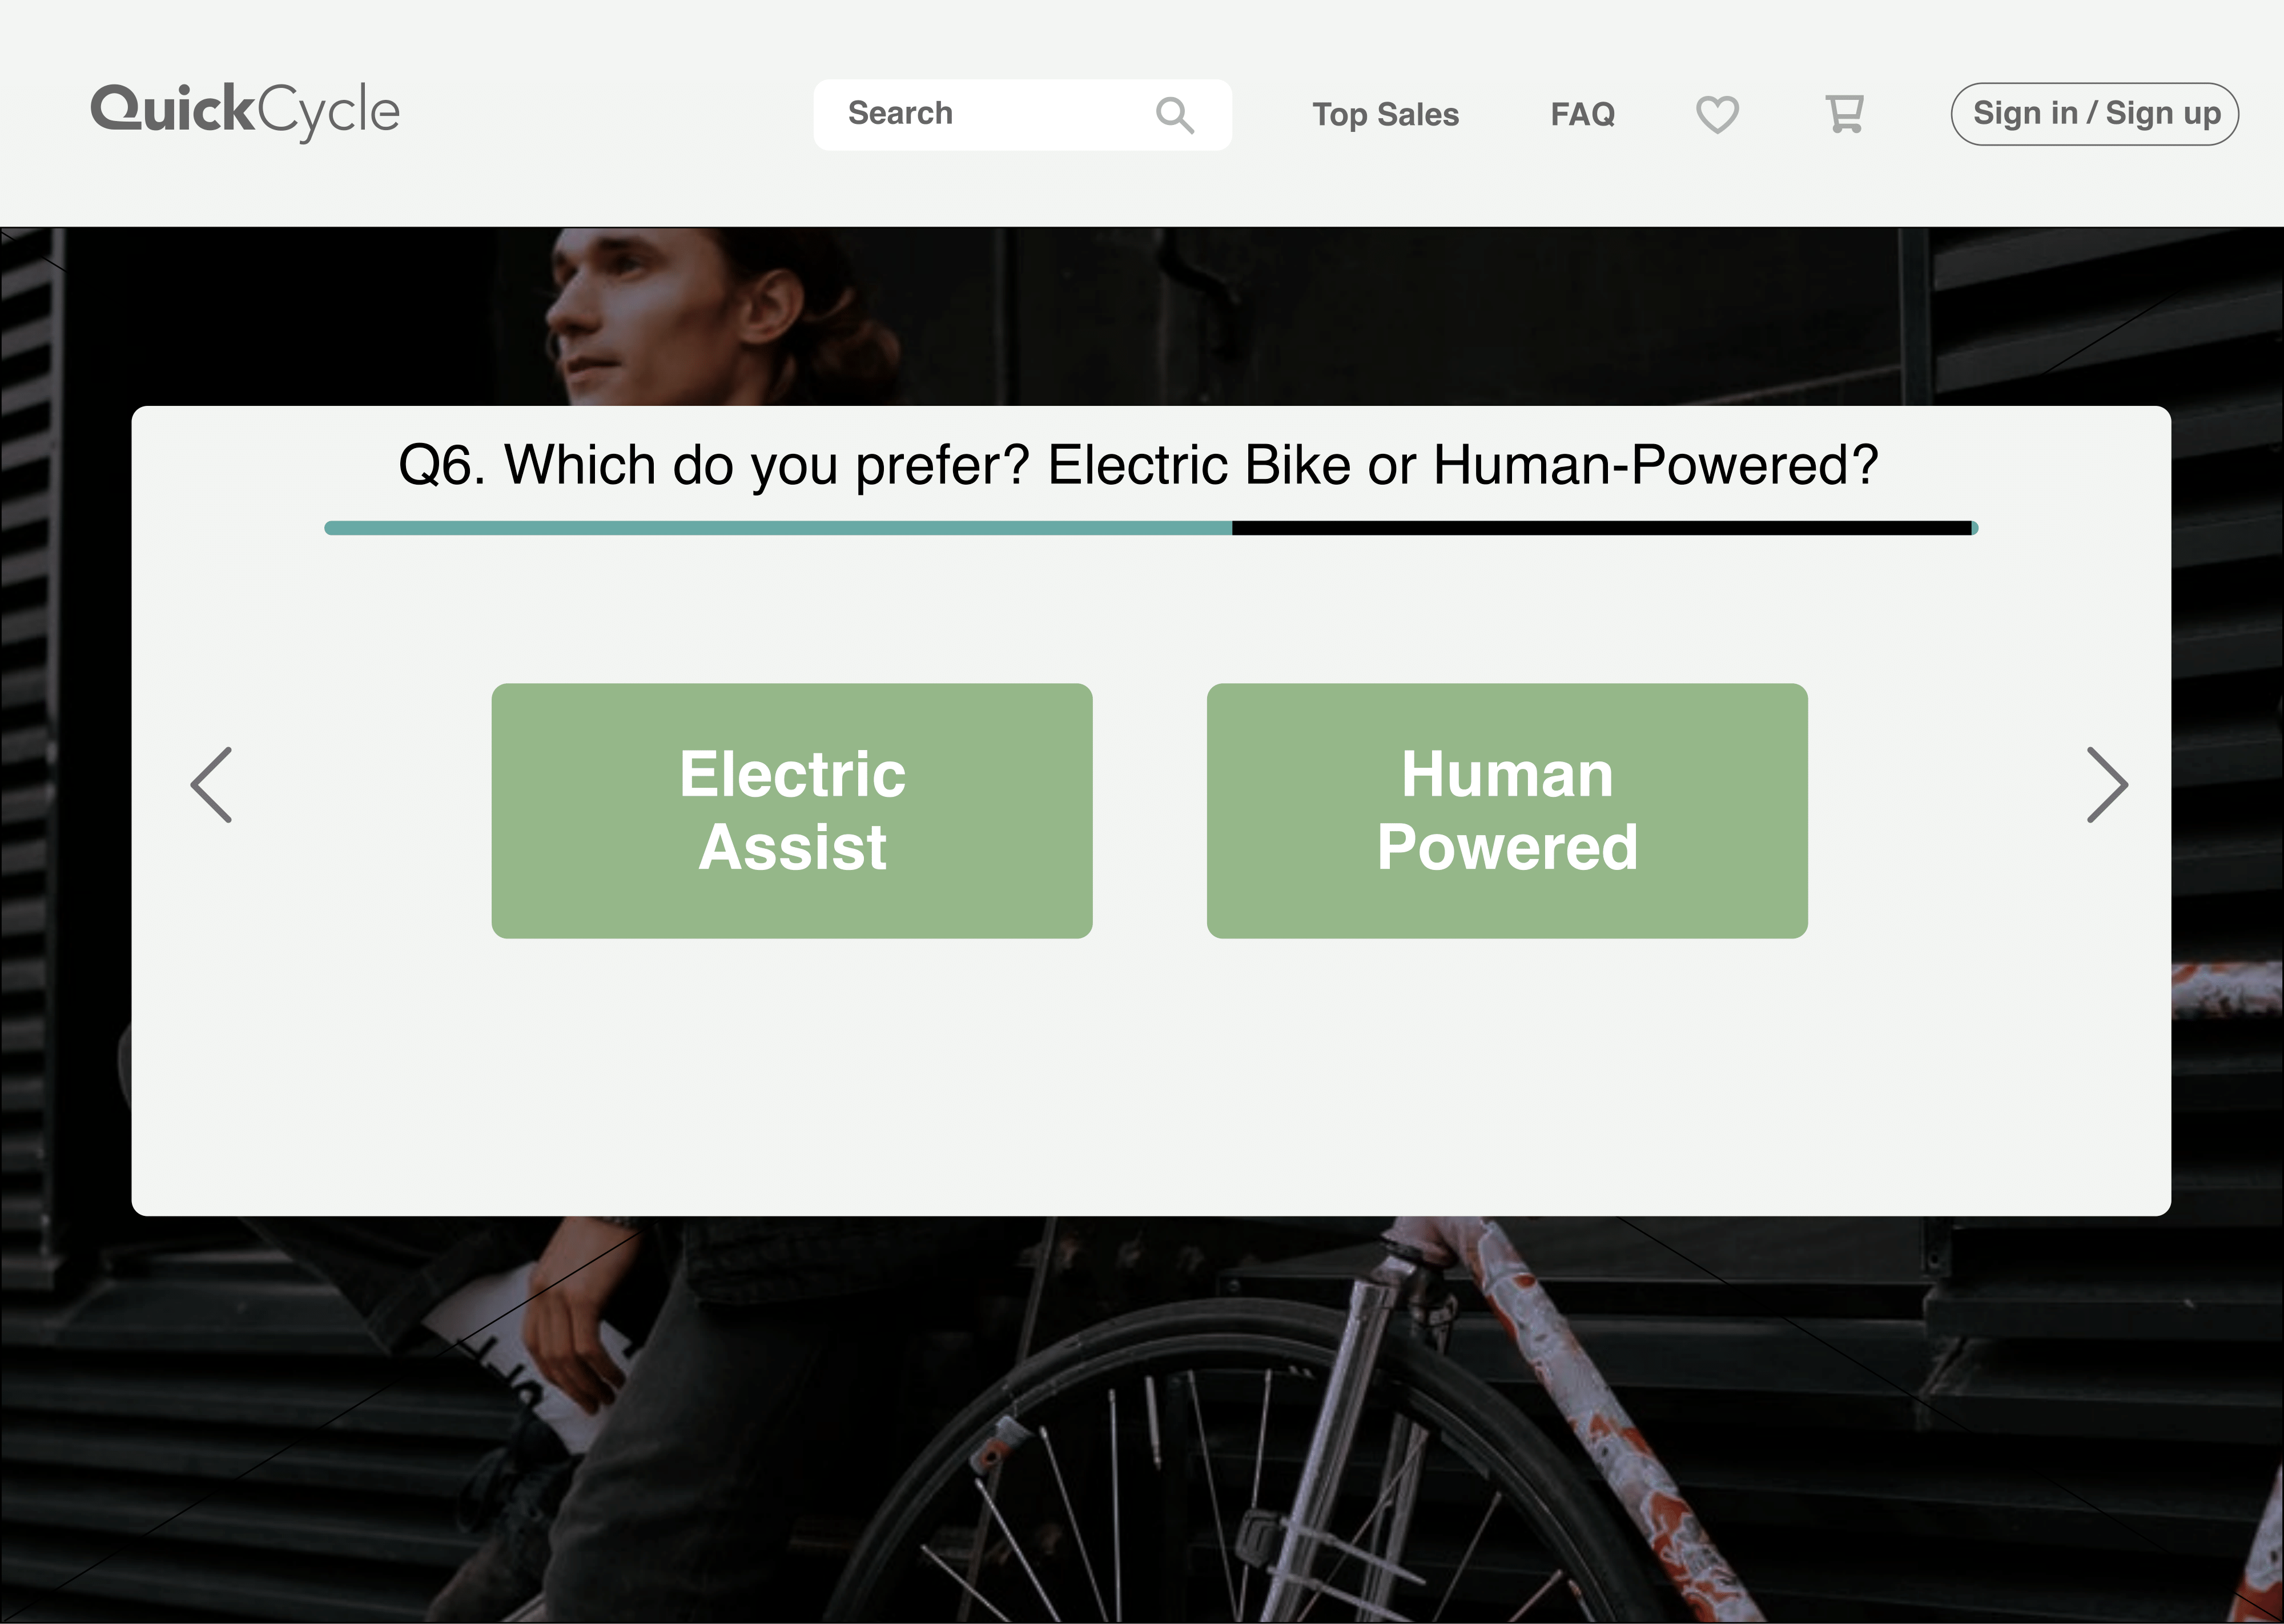 QuickCycle
Search
Top Sales
FAQ
Sign in / Sign up
Q6. Which do you prefer? Electric Bike or Human-Powered?
Electric
Assist
Human
Powered